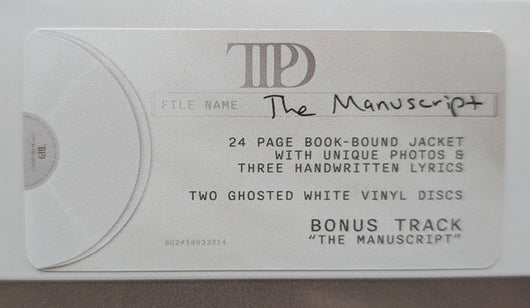 TTPD
FILE NAME The Manuscript
24 PAGE BOOK-BOUND JACKET
WITH UNIQUE PHOTOS &
THREE HANDWRITTEN LYRICS
TWO GHOSTED WHITE VINYL DISCS
BONUS TRACK
"THE MANUSCRIPT"
602458933314